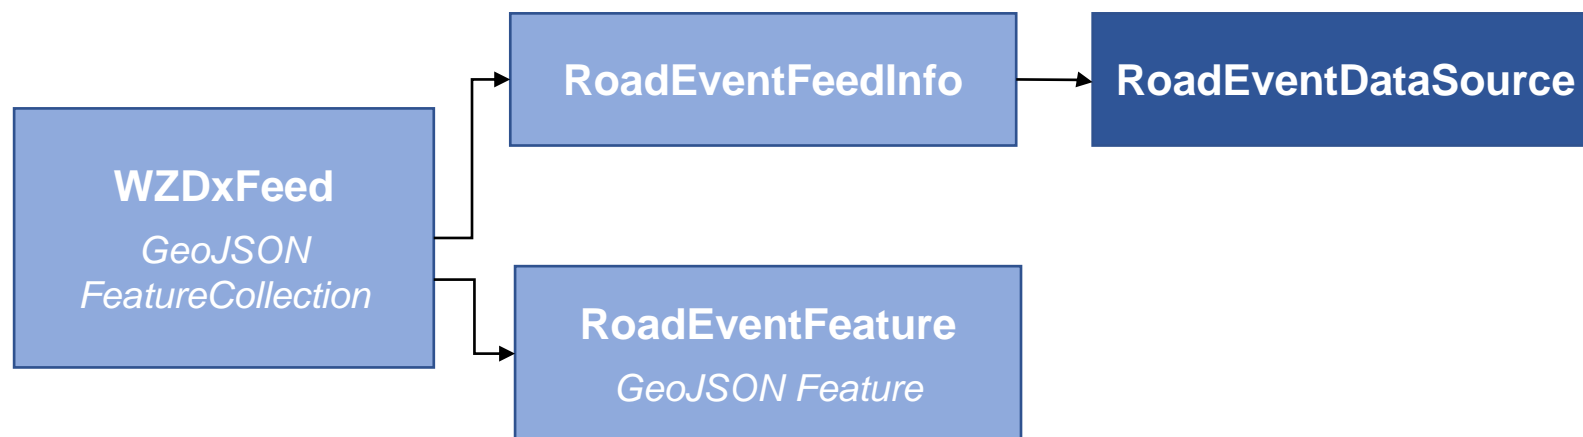 RoadEventFeedInfo
RoadEventDataSource
WZDxFeed
GeoJSON
FeatureCollection
RoadEventFeature
GeoJSON Feature